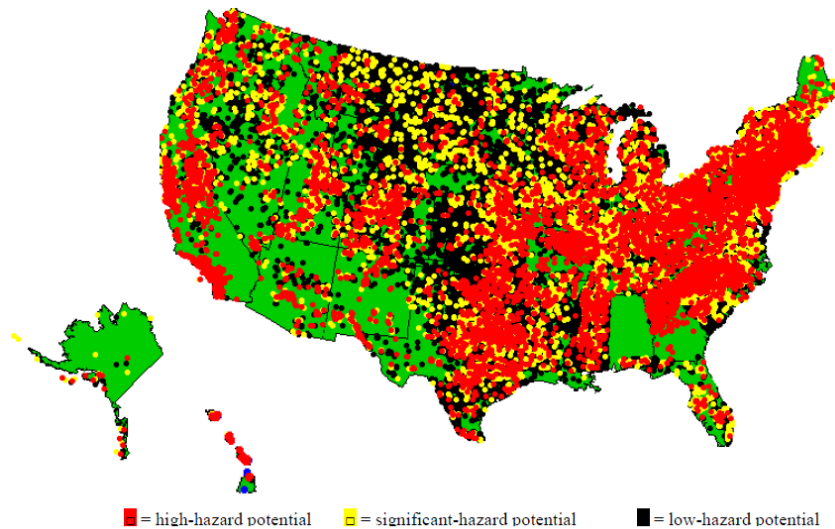 □ = high-hazard potential □ = significant-hazard potential □ = low-hazard potential